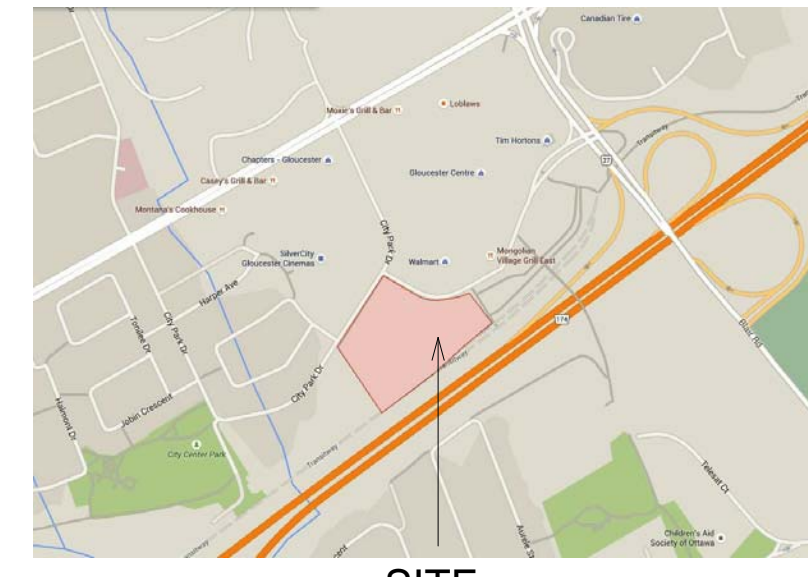 Canadian Tire
Moxie's Grill & Bar
Loblaws
Tim Hortons
Transitway
27
Chapters - Gloucester
Gloucester Centre
Casey's Grill & Bar
Montana's Cookhouse
City Park Dr
SilverCity
Gloucester Cinemas
Walmart
Mongolian
Village Grill East
Harper Ave
174
Tonilee Dr
City Park Dr
Blair Rd
City Park Dr
Jobin Crescent
Halmont Dr
City Center Park
Transitway
Telesat Ct
Children's Aid
Society of Ottawa
SITE